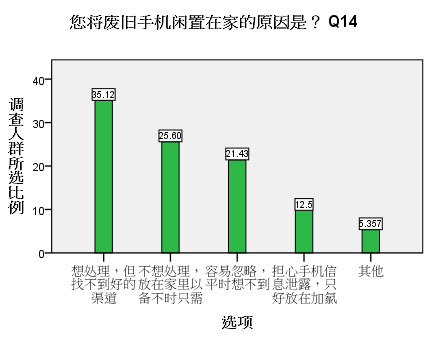 您将废旧手机闲置在家的原因是？ Q14
调查人群所选比例
40
30
20
10
0
35.12
25.60
21.43
12.5
5.357
想处理，但
找不到好的
渠道
不想处理，
放在家里以
备不时只需
容易忽略，
平时想不到
担心手机信
息泄露，只
好放在加氣
其他
选项